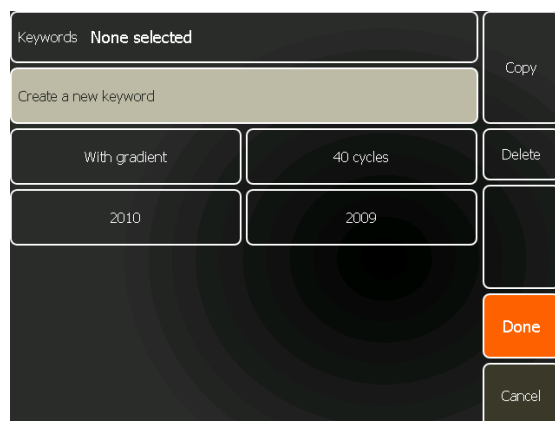 Keywords None selected
Copy
Create a new keyword
With gradient
40 cycles
Delete
2010
2009
Done
Cancel